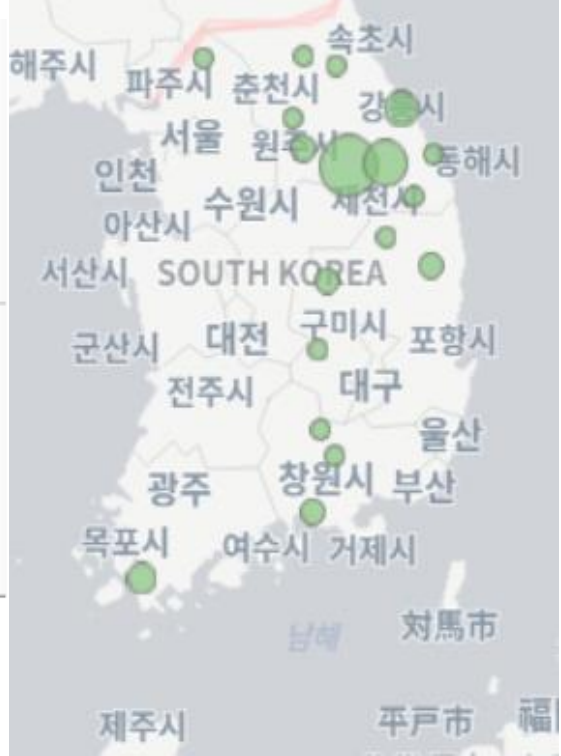 속초시
해주시
파주시 춘천시
강릉시
서울 원주시
동해시
인천
수원시 제천시
아산시
서산시 SOUTH KOREA
구미시
군산시 대전 포항시
전주시 대구
울산
광주 창원시 부산
목포시 여수시 거제시
対馬市
남해
제주시 平戸市 福